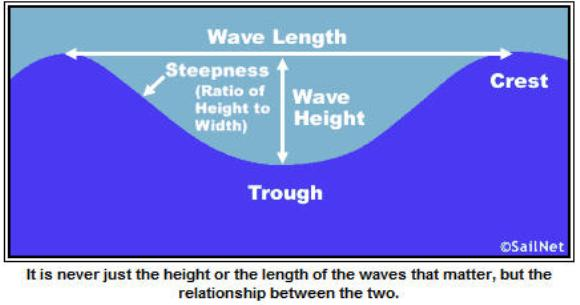 Wave Length
Steepness
(Ratio of
Height to
Width)
Wave
Height
Crest
Trough
©SailNet
It is never just the height or the length of the waves that matter, but the
relationship between the two.